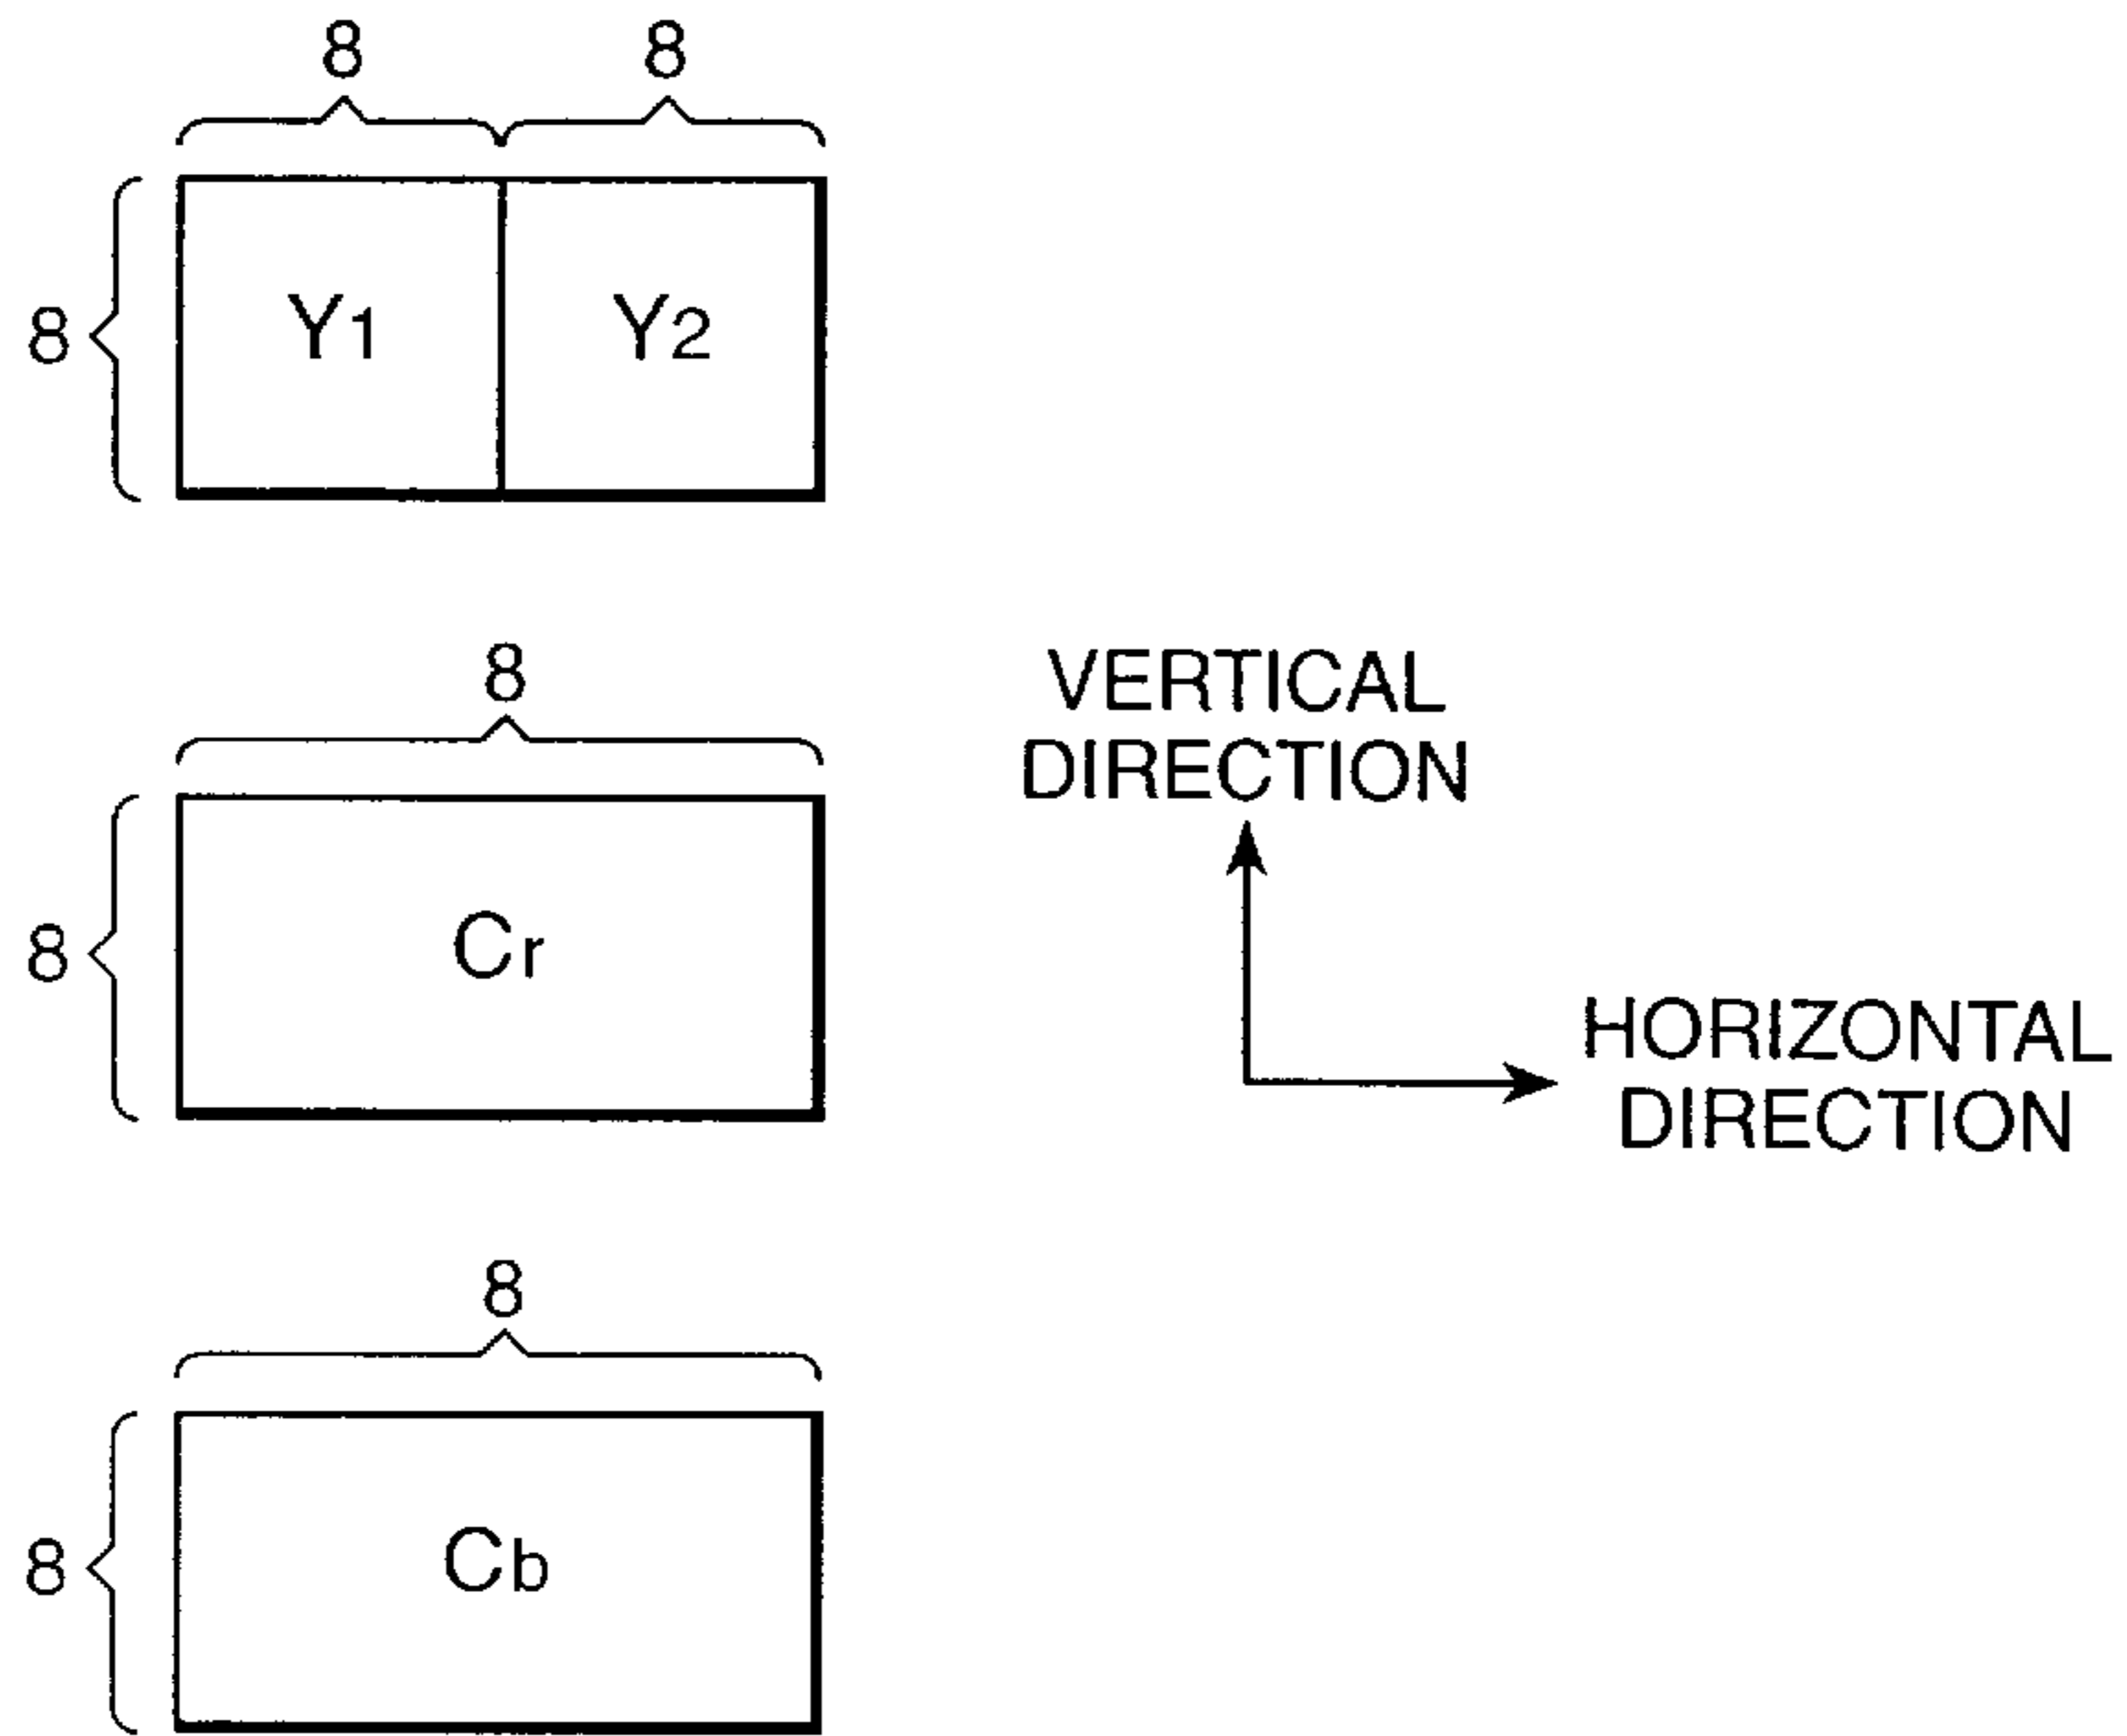 8 8
8 Y1 Y2
8
VERTICAL
DIRECTION
8 Cr
HORIZONTAL
DIRECTION
8
8 Cb